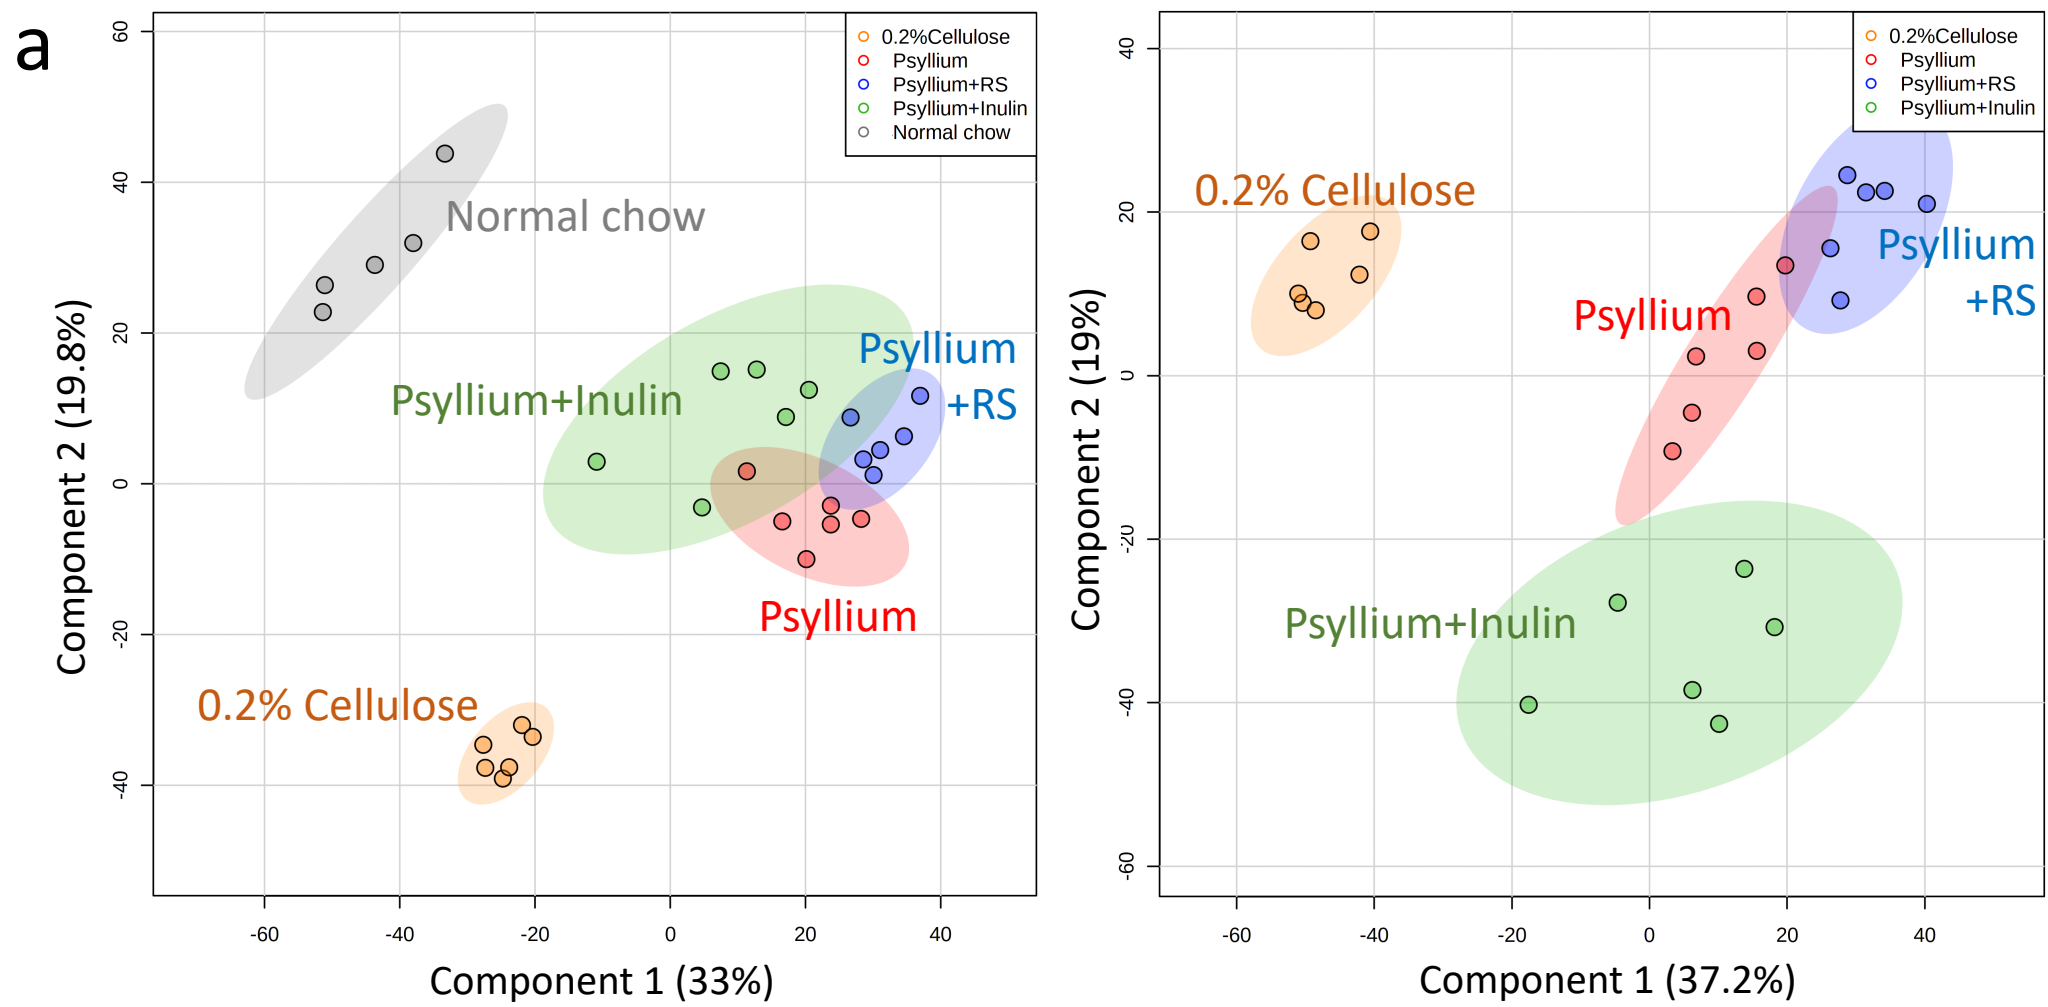 a
60
40
20
0
-20
-40
-60
-40
-20
0
20
40
Component 2 (19.8%)
Component 1 (33%)
0.2%Cellulose
Psyllium
Psyllium+RS
Psyllium+Inulin
Normal chow
Normal chow
Psyllium+Inulin
Psyllium
+RS
Psyllium
0.2% Cellulose
40
20
0
-20
-40
-60
-60
-40
-20
0
20
40
Component 2 (19%)
Component 1 (37.2%)
0.2%Cellulose
Psyllium
Psyllium+RS
Psyllium+Inulin
0.2% Cellulose
Psyllium
+RS
Psyllium
Psyllium+Inulin